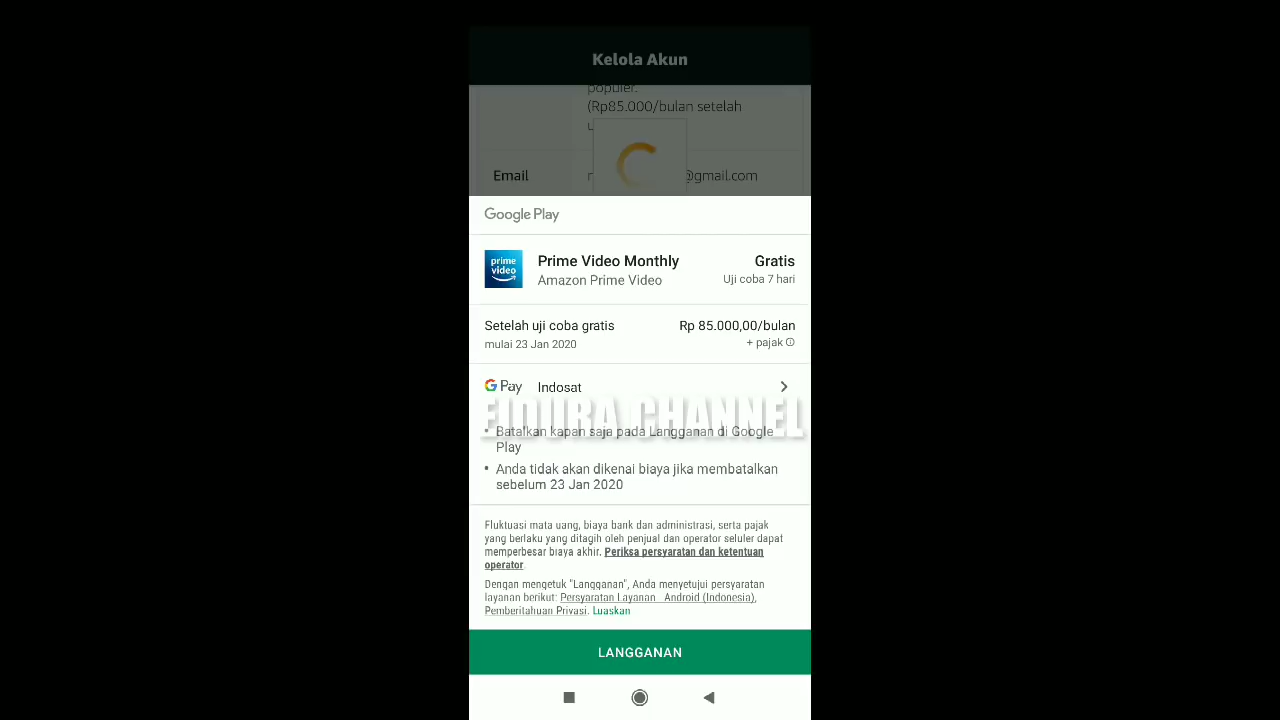 Kelola Akun
populer.
(Rp85.000/bulan setelah
Email @gmail.com
Google Play
prime video
Prime Video Monthly Gratis
Amazon Prime Video Uji coba 7 hari
Setelah uji coba gratis Rp 85.000,00/bulan
mulai 23 Jan 2020 + pajak
G Pay Indosat
EJDURA CHANNEL
• Batalkan kapan saja pada Langganan di Google
Play
• Anda tidak akan dikenai biaya jika membatalkan
sebelum 23 Jan 2020
Fluktuasi mata uang, biaya bank dan administrasi, serta pajak
yang berlaku yang ditagih oleh penjual dan operator seluler dapat
memperbesar biaya akhir. Periksa persyaratan dan ketentuan
operator.
Dengan mengetuk "Langganan", Anda menyetujui persyaratan
layanan berikut: Persyaratan Layanan Android (Indonesia),
Pemberitahuan Privasi. Luaskan
LANGGANAN